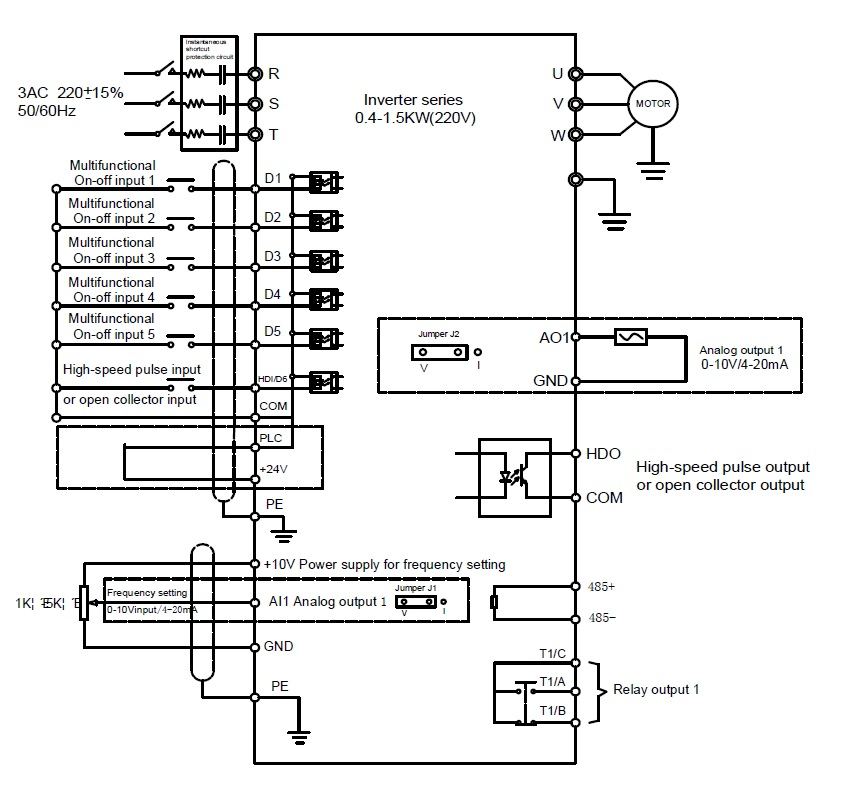 Instantaneous
shortcut
protection circuit
3AC 220±15%
50/60Hz
R
S
T
Inverter series
0.4-1.5KW(220V)
U
V
W
MOTOR
Multifunctional
On-off input 1
D1
Multifunctional
On-off input 2
D2
Multifunctional
On-off input 3
D3
Multifunctional
On-off input 4
D4
Multifunctional
On-off input 5
D5
High-speed pulse input
or open collector input
HDI/D6
COM
PLC
+24V
PE
Jumper J2
V
I
AO1
GND
Analog output 1
0-10V/4-20mA
HDO
COM
High-speed pulse output
or open collector output
+10V Power supply for frequency setting
Frequency setting
0-10Vinput/4-20mA
AI1 Analog output 1
Jumper J1
V
I
GND
PE
485+
485-
T1/C
T1/A
T1/B
Relay output 1